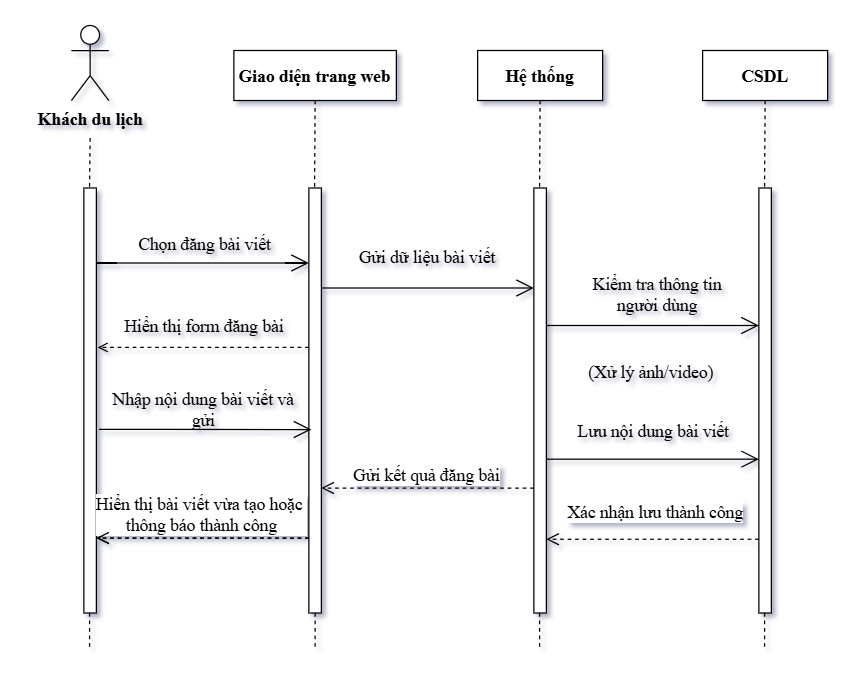 Khách du lịch
Giao diện trang web
Hệ thống
CSDL
Chọn đăng bài viết
Gửi dữ liệu bài viết
Kiểm tra thông tin
người dùng
Hiển thị form đăng bài
(Xử lý ảnh/video)
Nhập nội dung bài viết và
gửi
Lưu nội dung bài viết
Gửi kết quả đăng bài
Hiển thị bài viết vừa tạo hoặc
thông báo thành công
Xác nhận lưu thành công